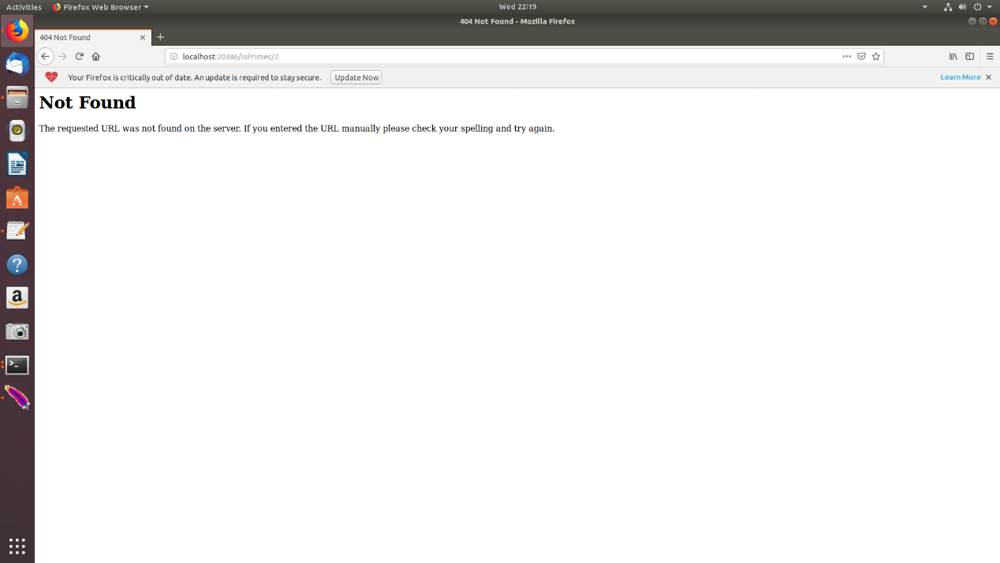 Activities Firefox Web Browser Wed 22:19
404 Not Found - Mozilla Firefox
404 Not Found
localhost:20386/isPrimes/2
Your Firefox is critically out of date. An update is required to stay secure. Update Now Learn More
Not Found
The requested URL was not found on the server. If you entered the URL manually please check your spelling and try again.